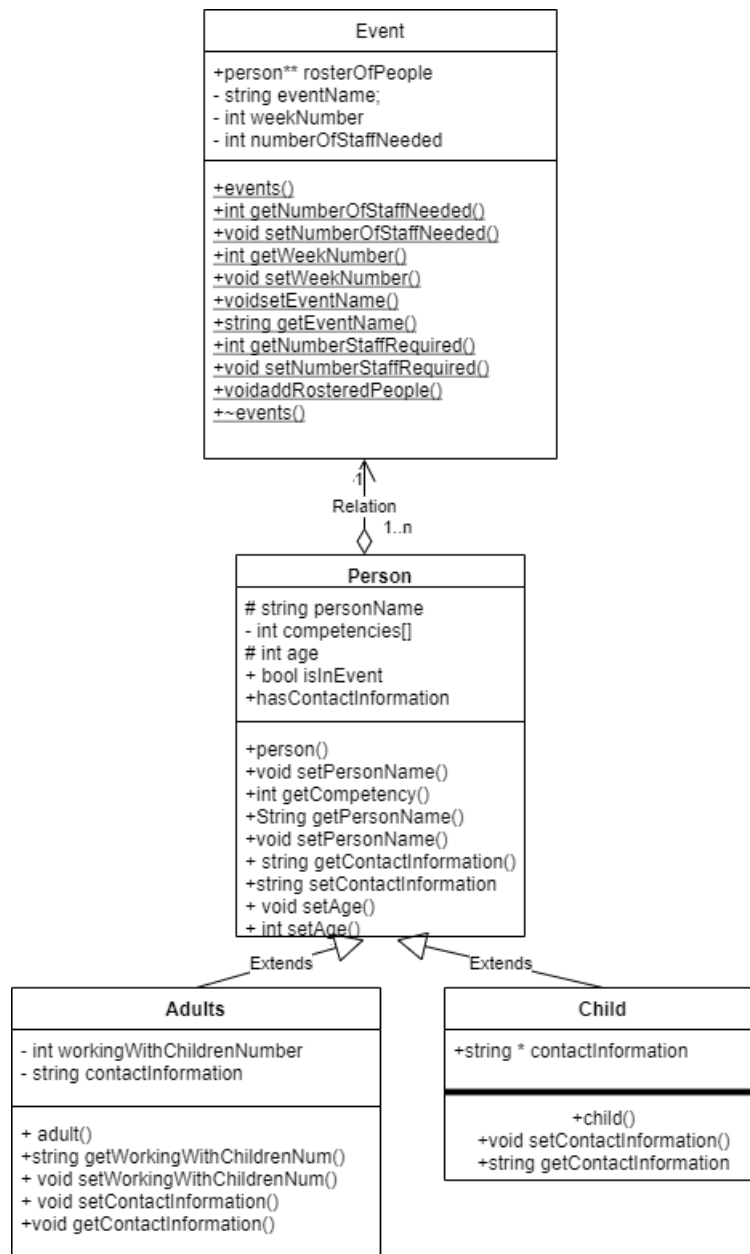 Event
+person** rosterOfPeople
- string eventName;
- int weekNumber
- int numberOfStaffNeeded
+events()
+int getNumberOfStaffNeeded()
+void setNumberOfStaffNeeded()
+int getWeekNumber()
+void setWeekNumber()
+voidsetEventName()
+string getEventName()
+int getNumberStaffRequired()
+void setNumberStaffRequired()
+voidaddRosteredPeople()
+~events()
1
Relation
1..n
Person
# string personName
- int competencies[]
# int age
+ bool isInEvent
+hasContactInformation
+person()
+void setPersonName()
+int getCompetency()
+String getPersonName()
+void setPersonName()
+ string getContactInformation()
+string setContactInformation
+ void setAge()
+ int setAge()
Extends
Extends
Adults
- int workingWithChildrenNumber
- string contactInformation
+ adult()
+string getWorkingWithChildrenNum()
+ void setWorkingWithChildrenNum()
+ void setContactInformation()
+void getContactInformation()
Child
+string * contactInformation
+child()
+void setContactInformation()
+string getContactInformation